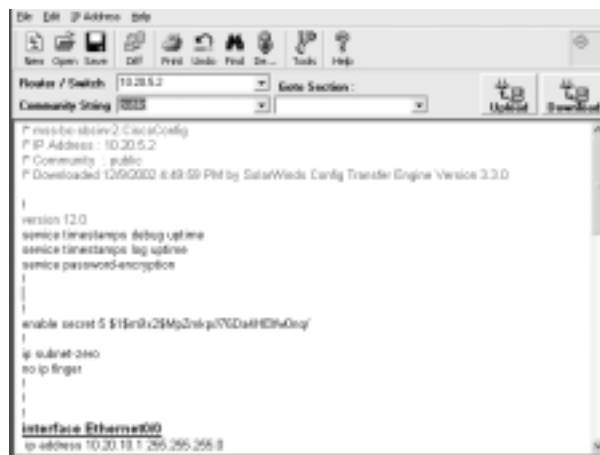 File Edit IP Address Help
New Open Save Diff Print Undo Find De... Tools Help
Router / Switch 10.20.5.2 Goto Section :
Community String Upload Download
IP Address : 10.20.5.2
Community : public
Downloaded 12/9/2002 4:49:59 PM by SolarWinds Config Transfer Engine Version 3.3.0
!
version 12.0
service timestamps debug uptime
service timestamps log uptime
service password-encryption
!
!
!
enable secret 5
!
ip subnet-zero
no ip finger
!
!
!
interface Ethernet0/0
ip address 10.20.10.1 255.255.255.0